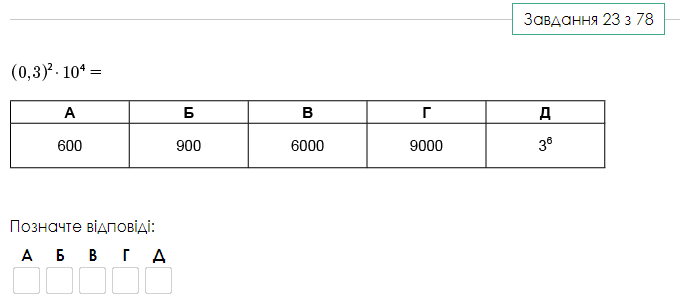 Завдання 23 з 78
(0,3)² · 10⁴ =
А Б В Г Д
600 900 6000 9000 3⁶
Позначте відповіді:
А Б В Г Д